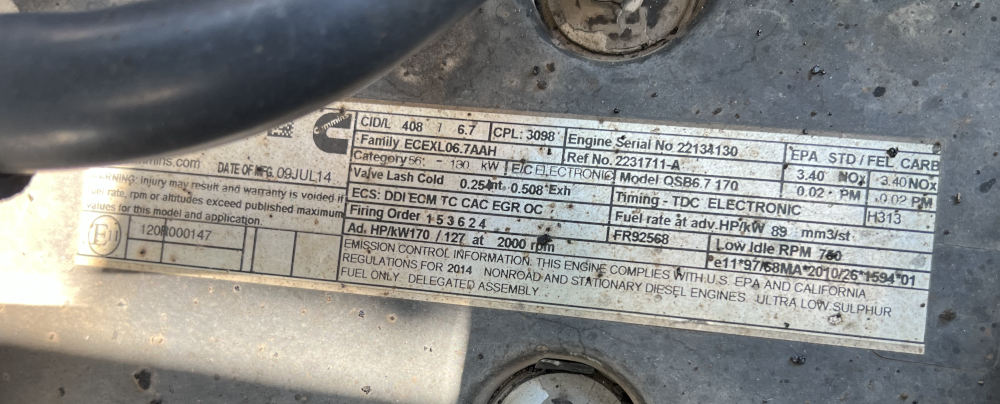 cummins
mmins.com
DATE OF MFG. 09JUL14
WARNING: Injury may result and warranty is voided if
fuel rate, rpm or altitudes exceed published maximum
values for this model and application.
E11
120R000147
CID/L 408 / 6.7
CPL: 3098
Family ECEXL06.7AAH
Category 56 - 130 kW
E/C ELECTRONIC
Valve Lash Cold 0.254Int. 0.508 Exh
ECS: DDI ECM TC CAC EGR OC
Firing Order 1 5 3 6 2 4
Ad. HP/kW170 / 127 at 2000 rpm
Engine Serial No 22134130
Ref No. 2231711-A
Model QSB6.7 170
Timing - TDC ELECTRONIC
Fuel rate at adv.HP/kW 89 mm3/st
FR92568
Low Idle RPM
EPA STD / FEL CARB
3.40 NOx 3.40 NOx
0.02 PM 0.02 PM
H313
e11*97/68MA*2010/26*1594*01
EMISSION CONTROL INFORMATION. THIS ENGINE COMPLIES WITH U.S. EPA AND CALIFORNIA
REGULATIONS FOR 2014 NONROAD AND STATIONARY DIESEL ENGINES. ULTRA LOW SULPHUR
FUEL ONLY. DELEGATED ASSEMBLY